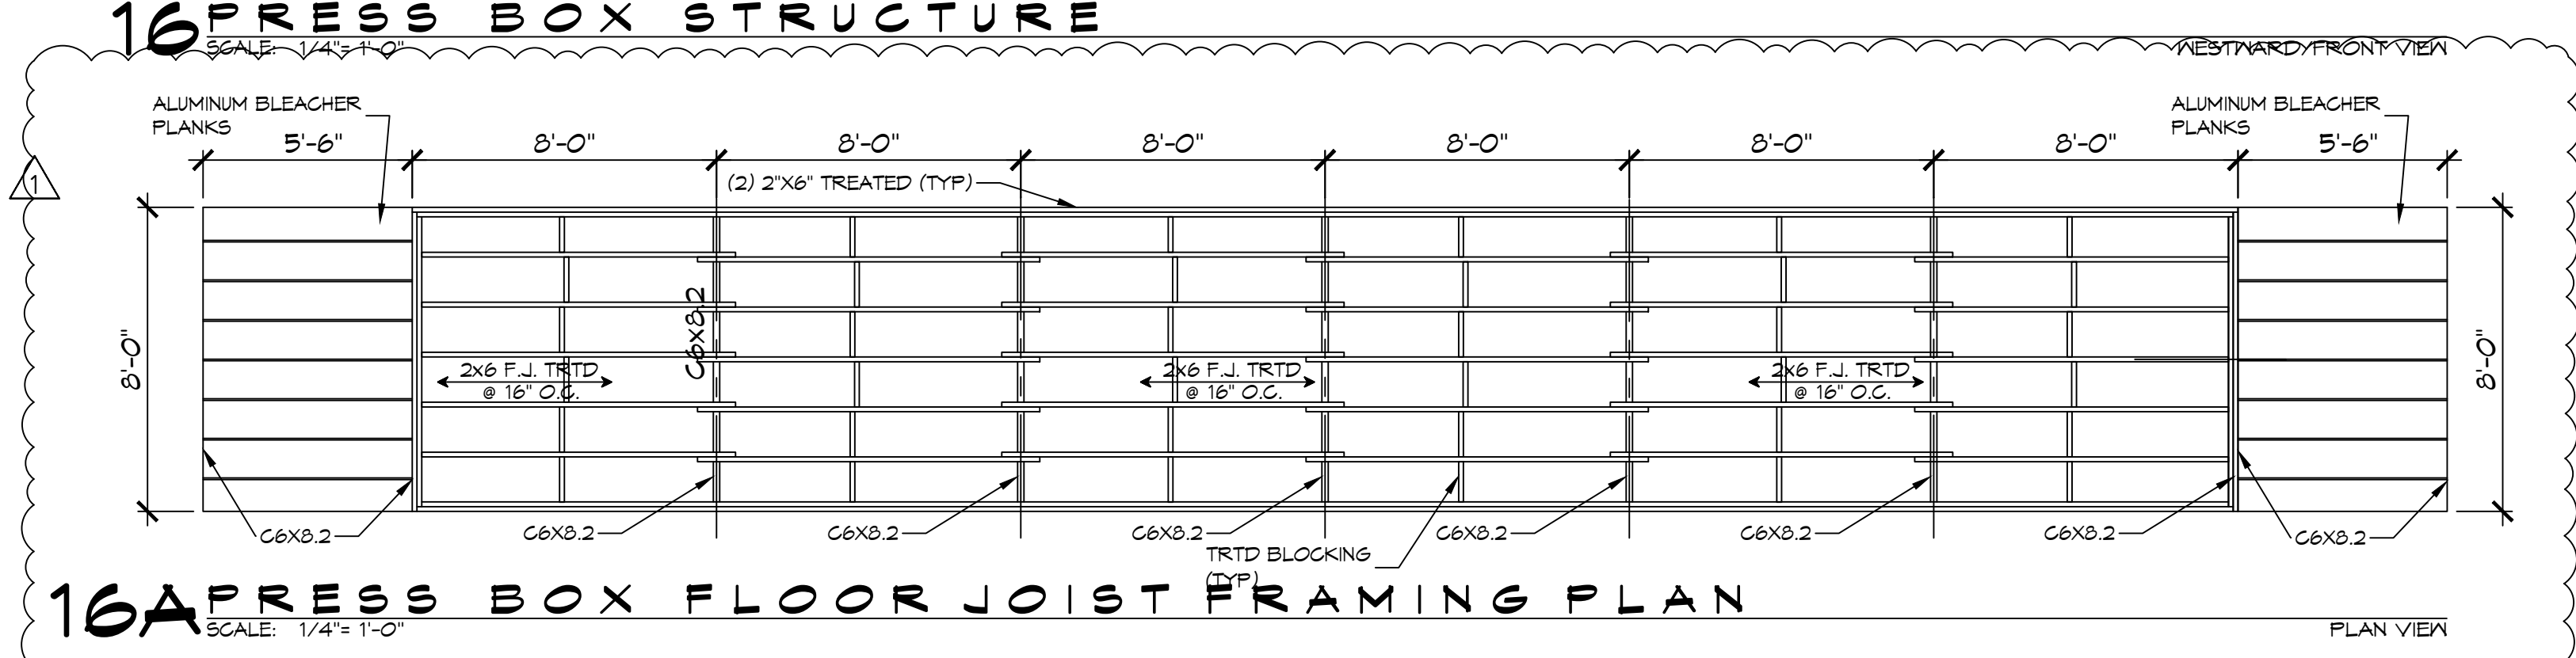 16 PRESS BOX STRUCTURE
SCALE: 1/4"= 1'-0"
WESTWARD/FRONT VIEW
ALUMINUM BLEACHER
PLANKS
ALUMINUM BLEACHER
PLANKS
5'-6" 8'-0" 8'-0" 8'-0" 8'-0" 8'-0" 8'-0" 5'-6"
1
(2) 2"X6" TREATED (TYP)
C6x8.2
8'-0"
8'-0"
2x6 F.J. TRTD
@ 16" O.C.
2x6 F.J. TRTD
@ 16" O.C.
2x6 F.J. TRTD
@ 16" O.C.
C6X8.2 C6X8.2 C6X8.2 C6X8.2 C6X8.2 C6X8.2 C6X8.2 C6X8.2
TRTD BLOCKING
(TYP)
16A PRESS BOX FLOOR JOIST FRAMING PLAN
SCALE: 1/4"= 1'-0"
PLAN VIEW